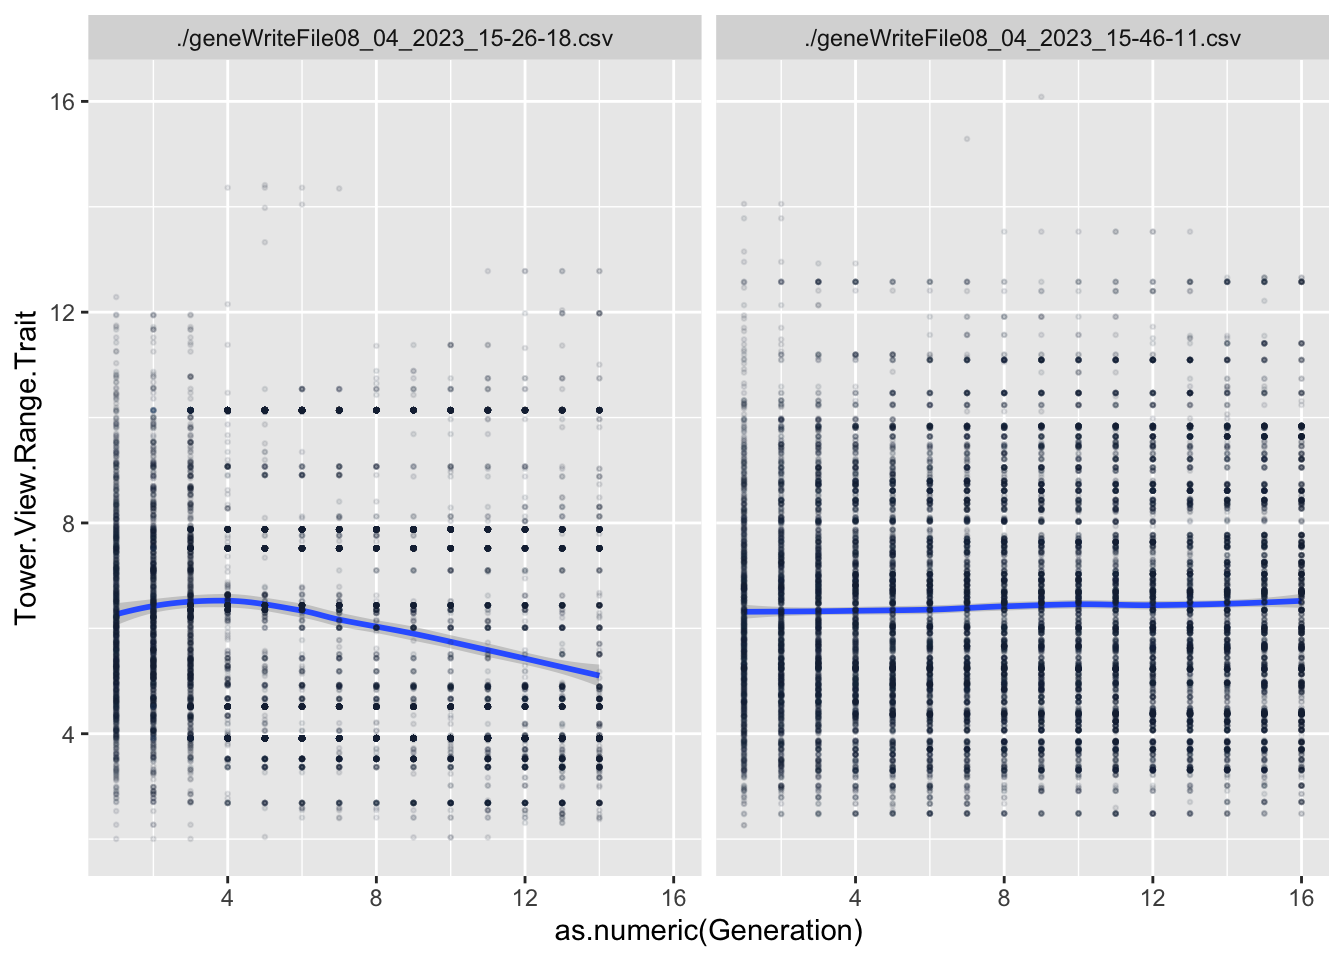 ./geneWriteFile08_04_2023_15-26-18.csv
./geneWriteFile08_04_2023_15-46-11.csv
Tower.View.Range.Trait
16
12
8
4
4 8 12 16
4 8 12 16
as.numeric(Generation)